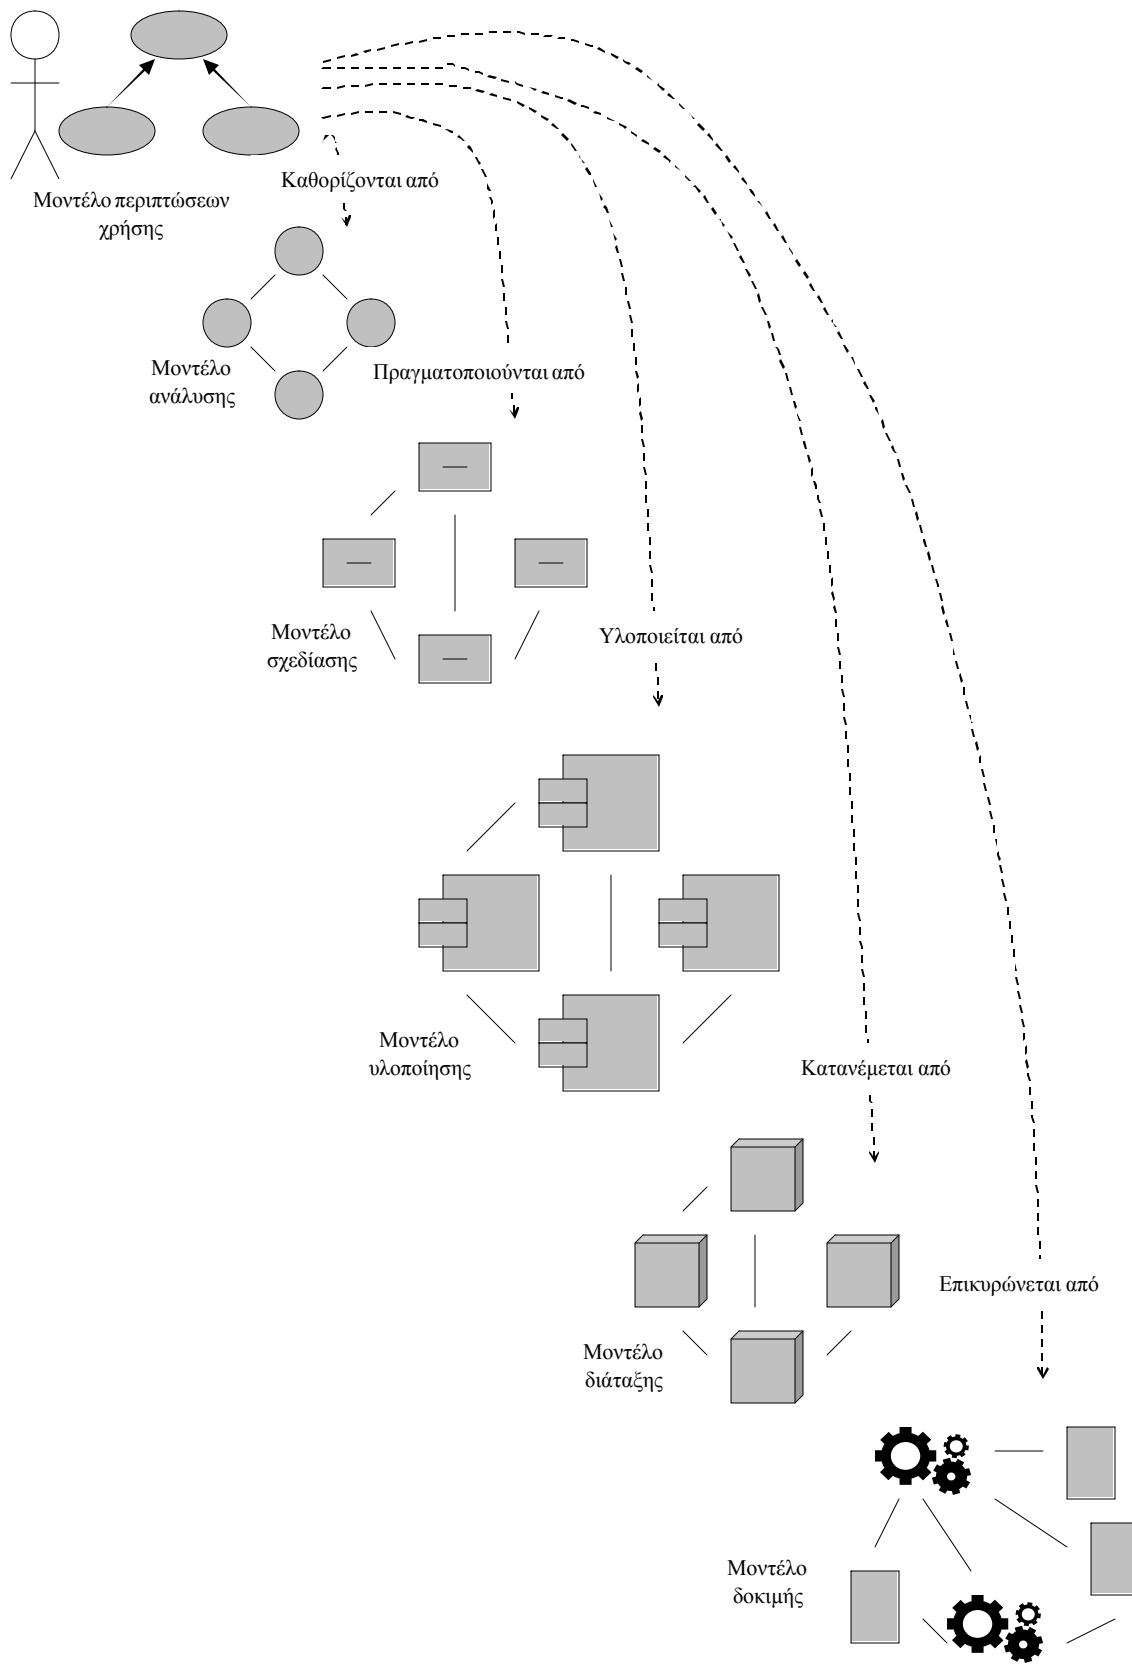 Μοντέλο περιπτώσεων
χρήσης
Καθορίζονται από
Μοντέλο
ανάλυσης
Πραγματοποιούνται από
Μοντέλο
σχεδίασης
Υλοποιείται από
Μοντέλο
υλοποίησης
Κατανέμεται από
Μοντέλο
διάταξης
Επικυρώνεται από
Μοντέλο
δοκιμής